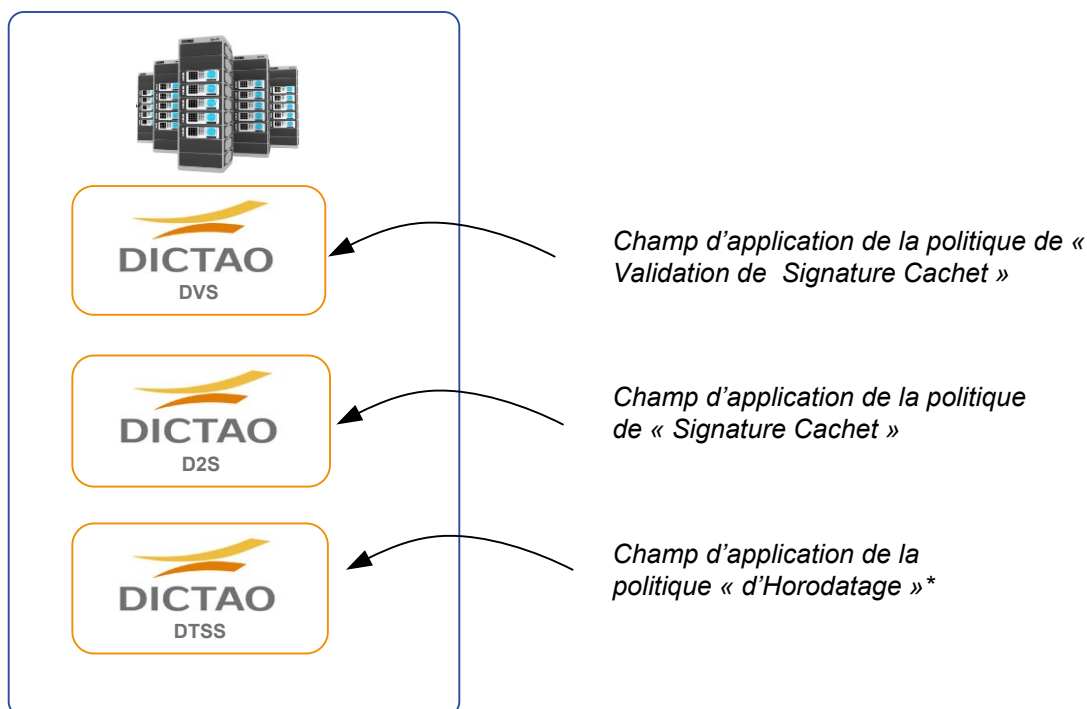 DICTAO
DVS
Champ d’application de la politique de «
Validation de Signature Cachet »
DICTAO
D2S
Champ d’application de la politique
de « Signature Cachet »
DICTAO
DTSS
Champ d’application de la
politique « d’Horodatage »*